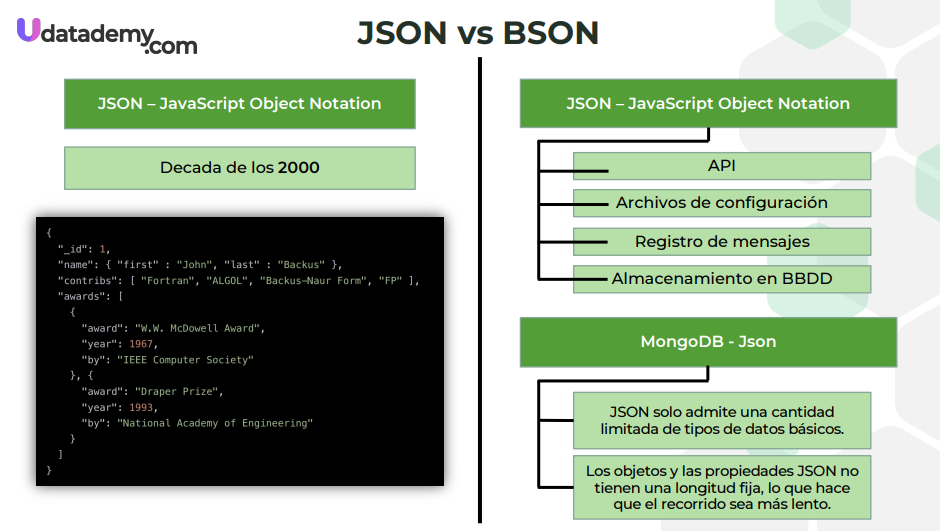 Udatademy
.com
JSON vs BSON
JSON – JavaScript Object Notation
Decada de los 2000
{
"_id": 1,
"name": { "first" : "John", "last" : "Backus" },
"contribs": [ "Fortran", "ALGOL", "Backus-Naur Form", "FP" ],
"awards": [
{
"award": "W.W. McDowell Award",
"year": 1967,
"by": "IEEE Computer Society"
}, {
"award": "Draper Prize",
"year": 1993,
"by": "National Academy of Engineering"
}
]
}
JSON – JavaScript Object Notation
API
Archivos de configuración
Registro de mensajes
Almacenamiento en BBDD
MongoDB - Json
JSON solo admite una cantidad
limitada de tipos de datos básicos.
Los objetos y las propiedades JSON no
tienen una longitud fija, lo que hace
que el recorrido sea más lento.